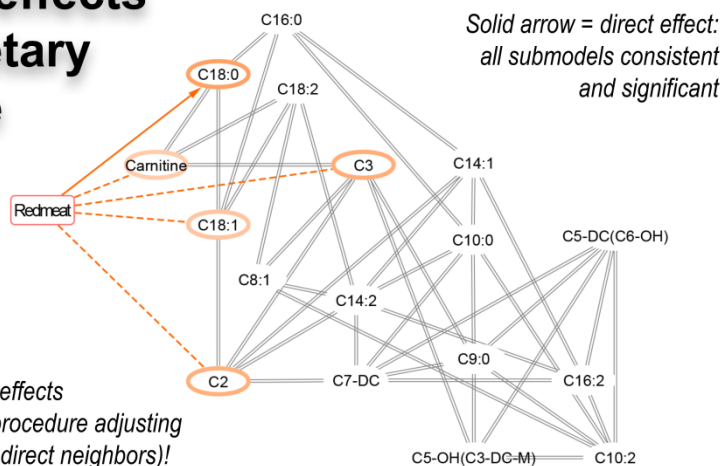 etary
Solid arrow = direct effect:
all submodels consistent
and significant
C16:0
C18:0
C18:2
Carnitine
C3
C14:1
Redmeat
C18:1
C10:0
C5-DC(C6-OH)
C8:1
C14:2
C9:0
C2
C7-DC
C16:2
effects
procedure adjusting
direct neighbors)!
C5-OH(C3-DC-M)
C10:2